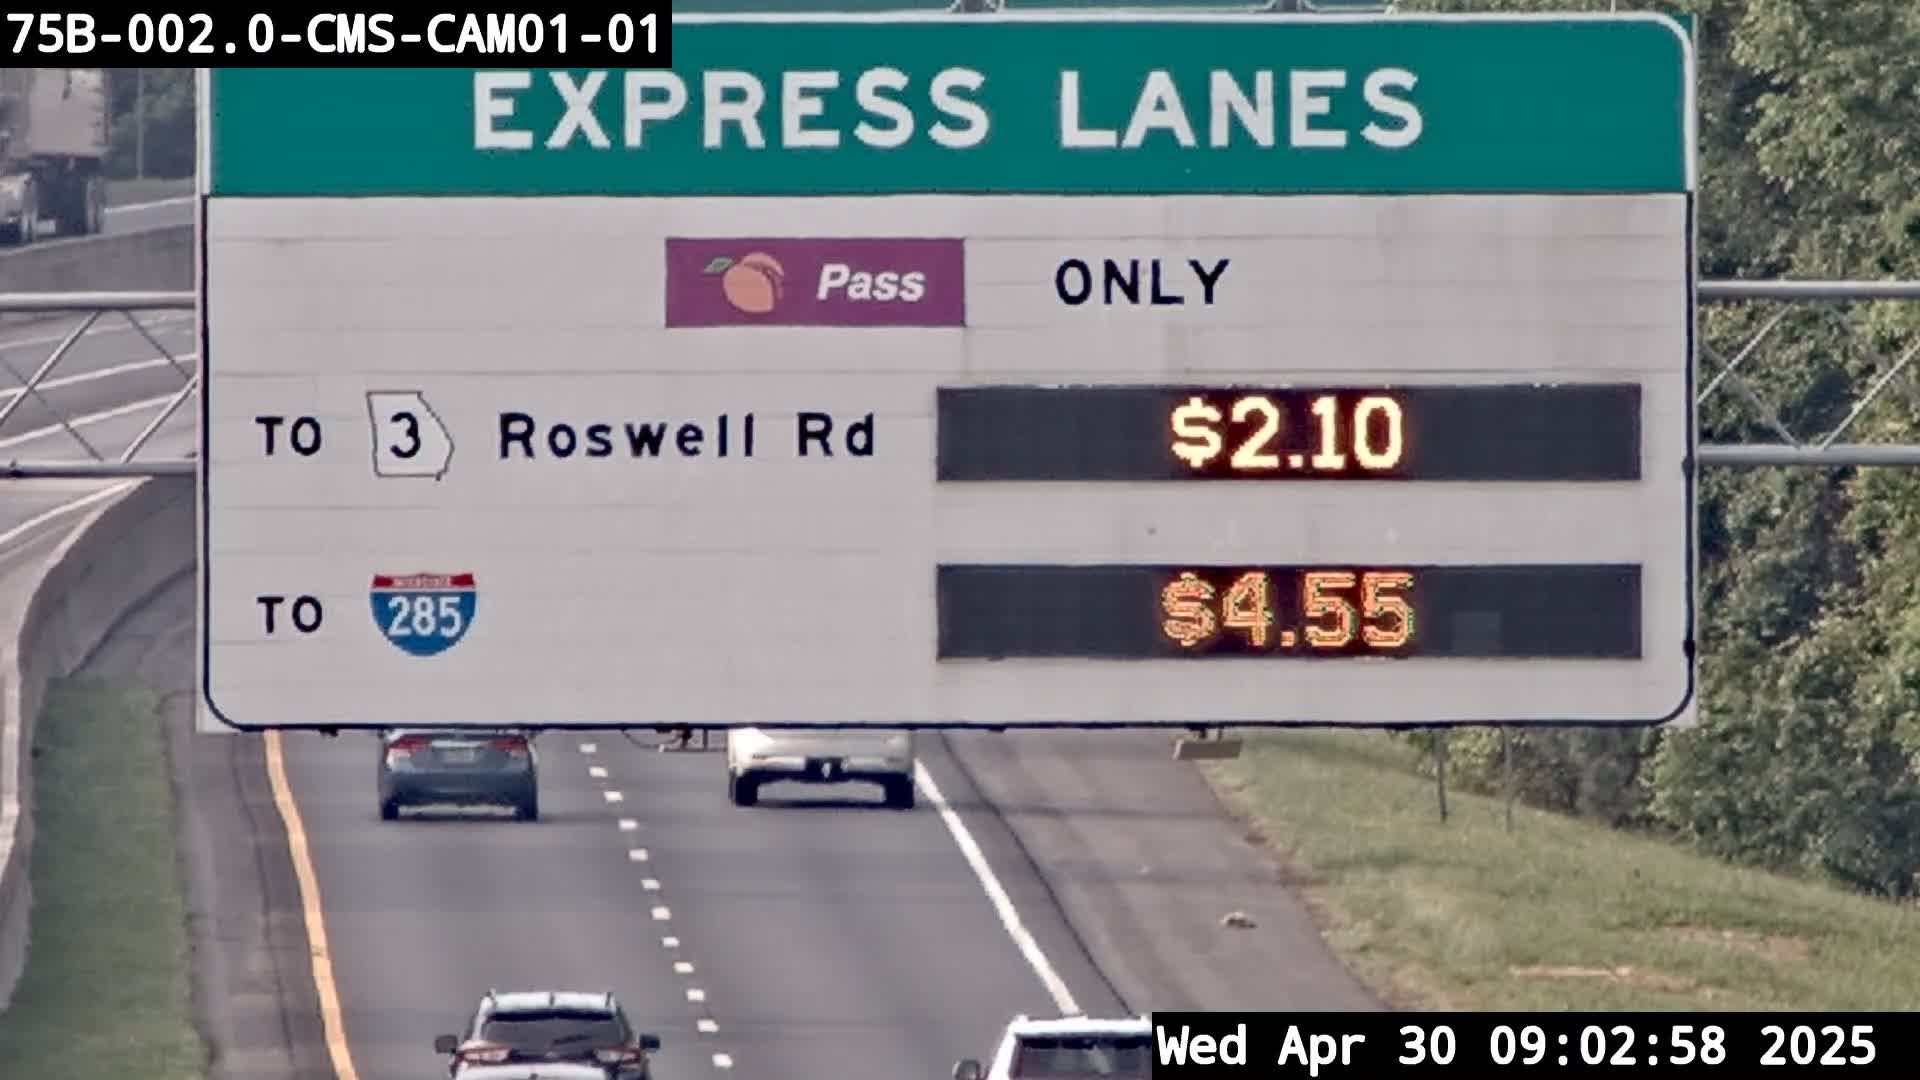 75B-002.0-CMS-CAM01-01
EXPRESS LANES
Pass ONLY
TO 3 Roswell Rd $2.10
INTERSTATE
TO 285 $4.55
Wed Apr 30 09:02:58 2025